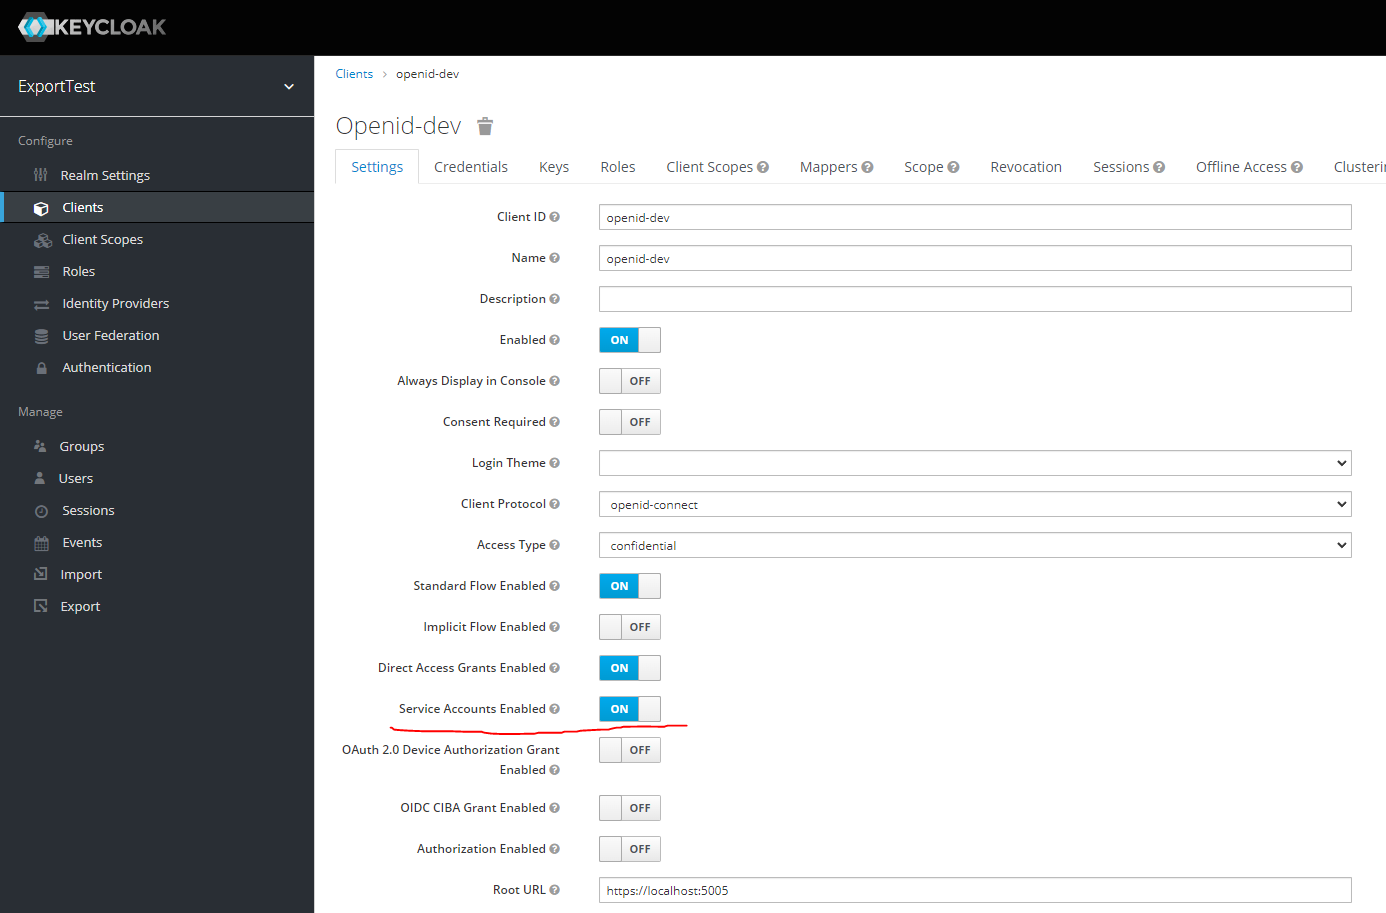 KEYCLOAK
ExportTest
Configure
Realm Settings
Clients
Client Scopes
Roles
Identity Providers
User Federation
Authentication
Manage
Groups
Users
Sessions
Events
Import
Export
Clients > openid-dev
Openid-dev
Settings Credentials Keys Roles Client Scopes Mappers Scope Revocation Sessions Offline Access Clusterin
Client ID openid-dev
Name openid-dev
Description
Enabled ON
Always Display in Console OFF
Consent Required OFF
Login Theme
Client Protocol openid-connect
Access Type confidential
Standard Flow Enabled ON
Implicit Flow Enabled OFF
Direct Access Grants Enabled ON
Service Accounts Enabled ON
OAuth 2.0 Device Authorization Grant OFF
Enabled
OIDC CIBA Grant Enabled OFF
Authorization Enabled OFF
Root URL https://localhost:5005